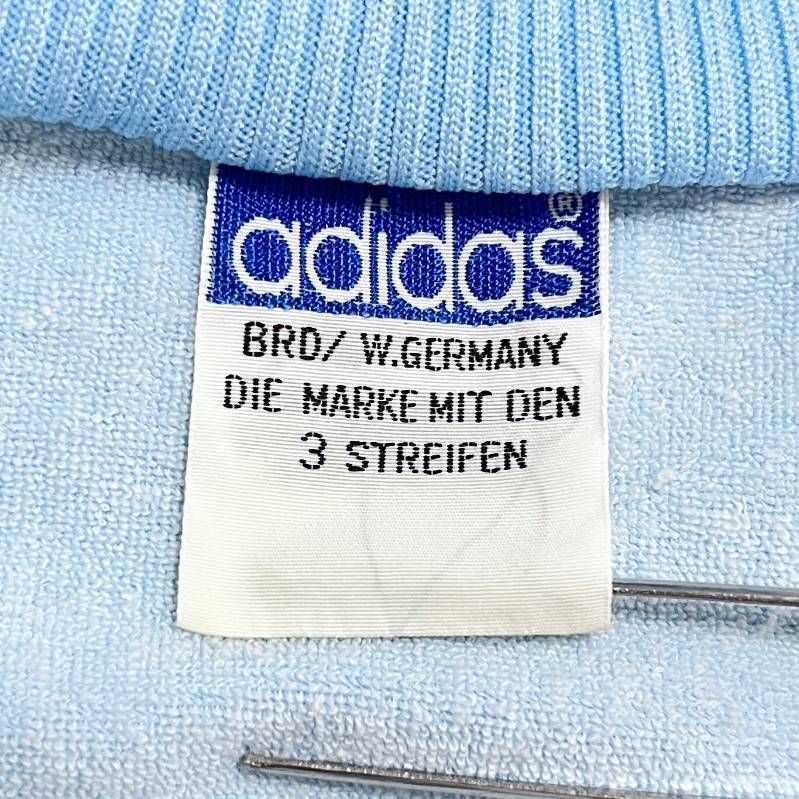 adidas®
BRD/ W.GERMANY
DIE MARKE MIT DEN
3 STREIFEN